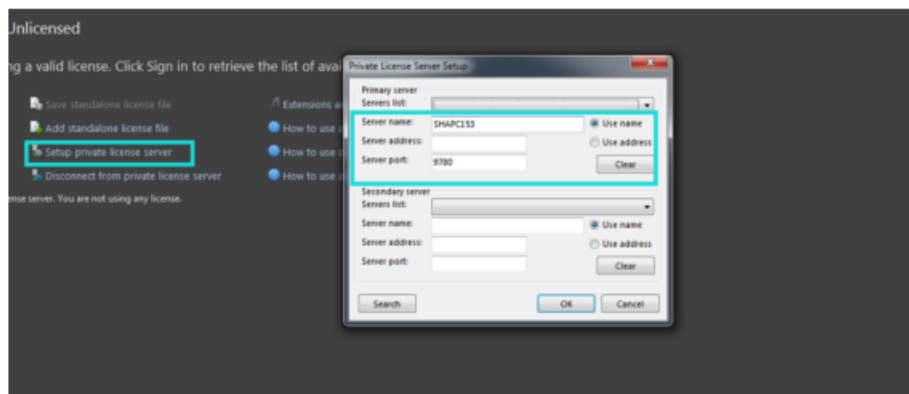 Unlicensed
ng a valid license. Click Sign in to retrieve the list of avai
Save standalone license file
Extensions a
Add standalone license file
How to use a
Setup private license server
How to use a
Disconnect from private license server
How to use a
ense server. You are not using any license.
Private License Server Setup
Primary server
Servers list:
Server name: SHAPC153 Use name
Server address: Use address
Server port: 9780 Clear
Secondary server
Servers list:
Server name: Use name
Server address: Use address
Server port: Clear
Search OK Cancel